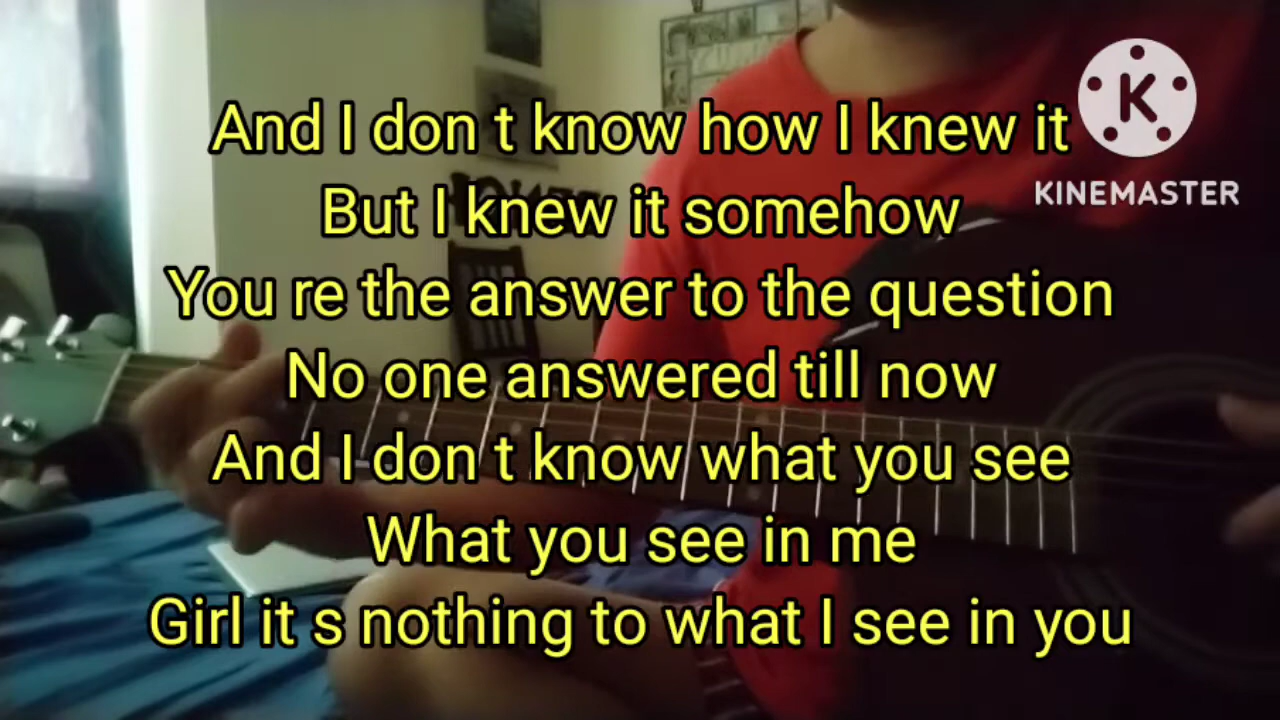 And I don t know how I knew it
KINEMASTER
But I knew it somehow
You re the answer to the question
No one answered till now
And I don t know what you see
What you see in me
Girl it s nothing to what I see in you